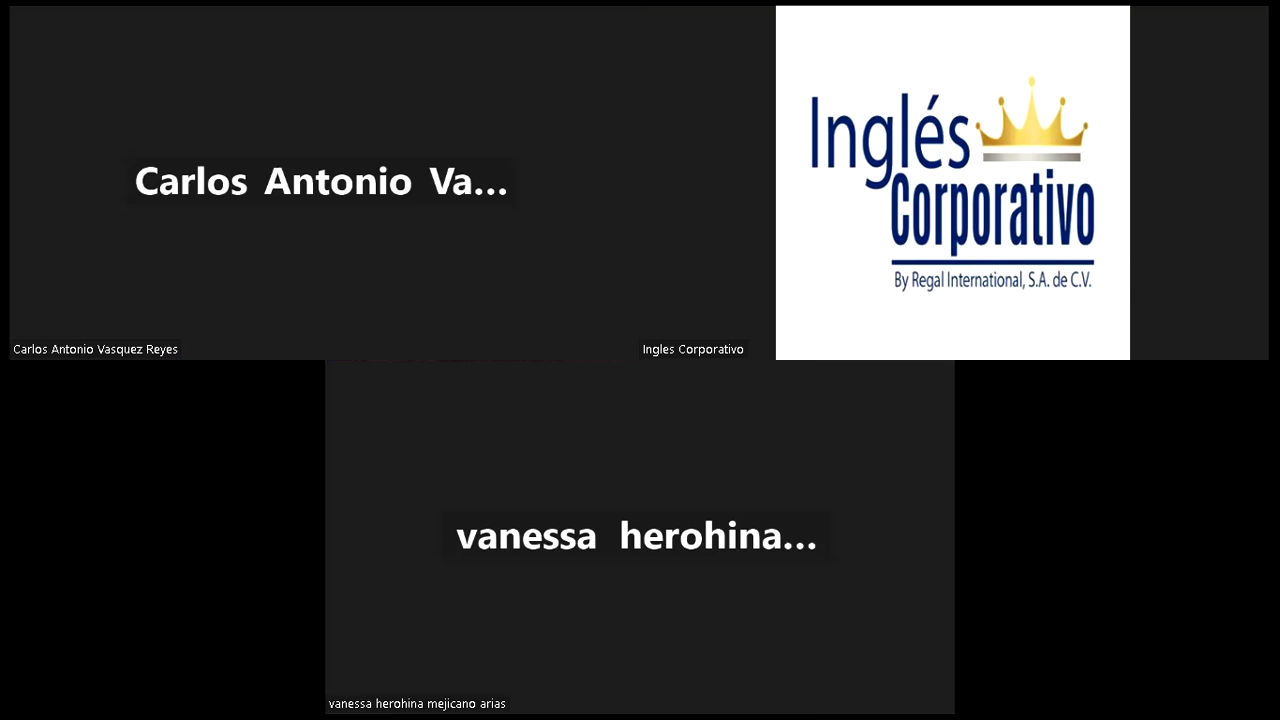 Carlos Antonio Va...
Carlos Antonio Vasquez Reyes
Inglés
Corporativo
By Regal International, S.A. de C.V.
Ingles Corporativo
vanessa herohina...
vanessa herohina mejicano arias